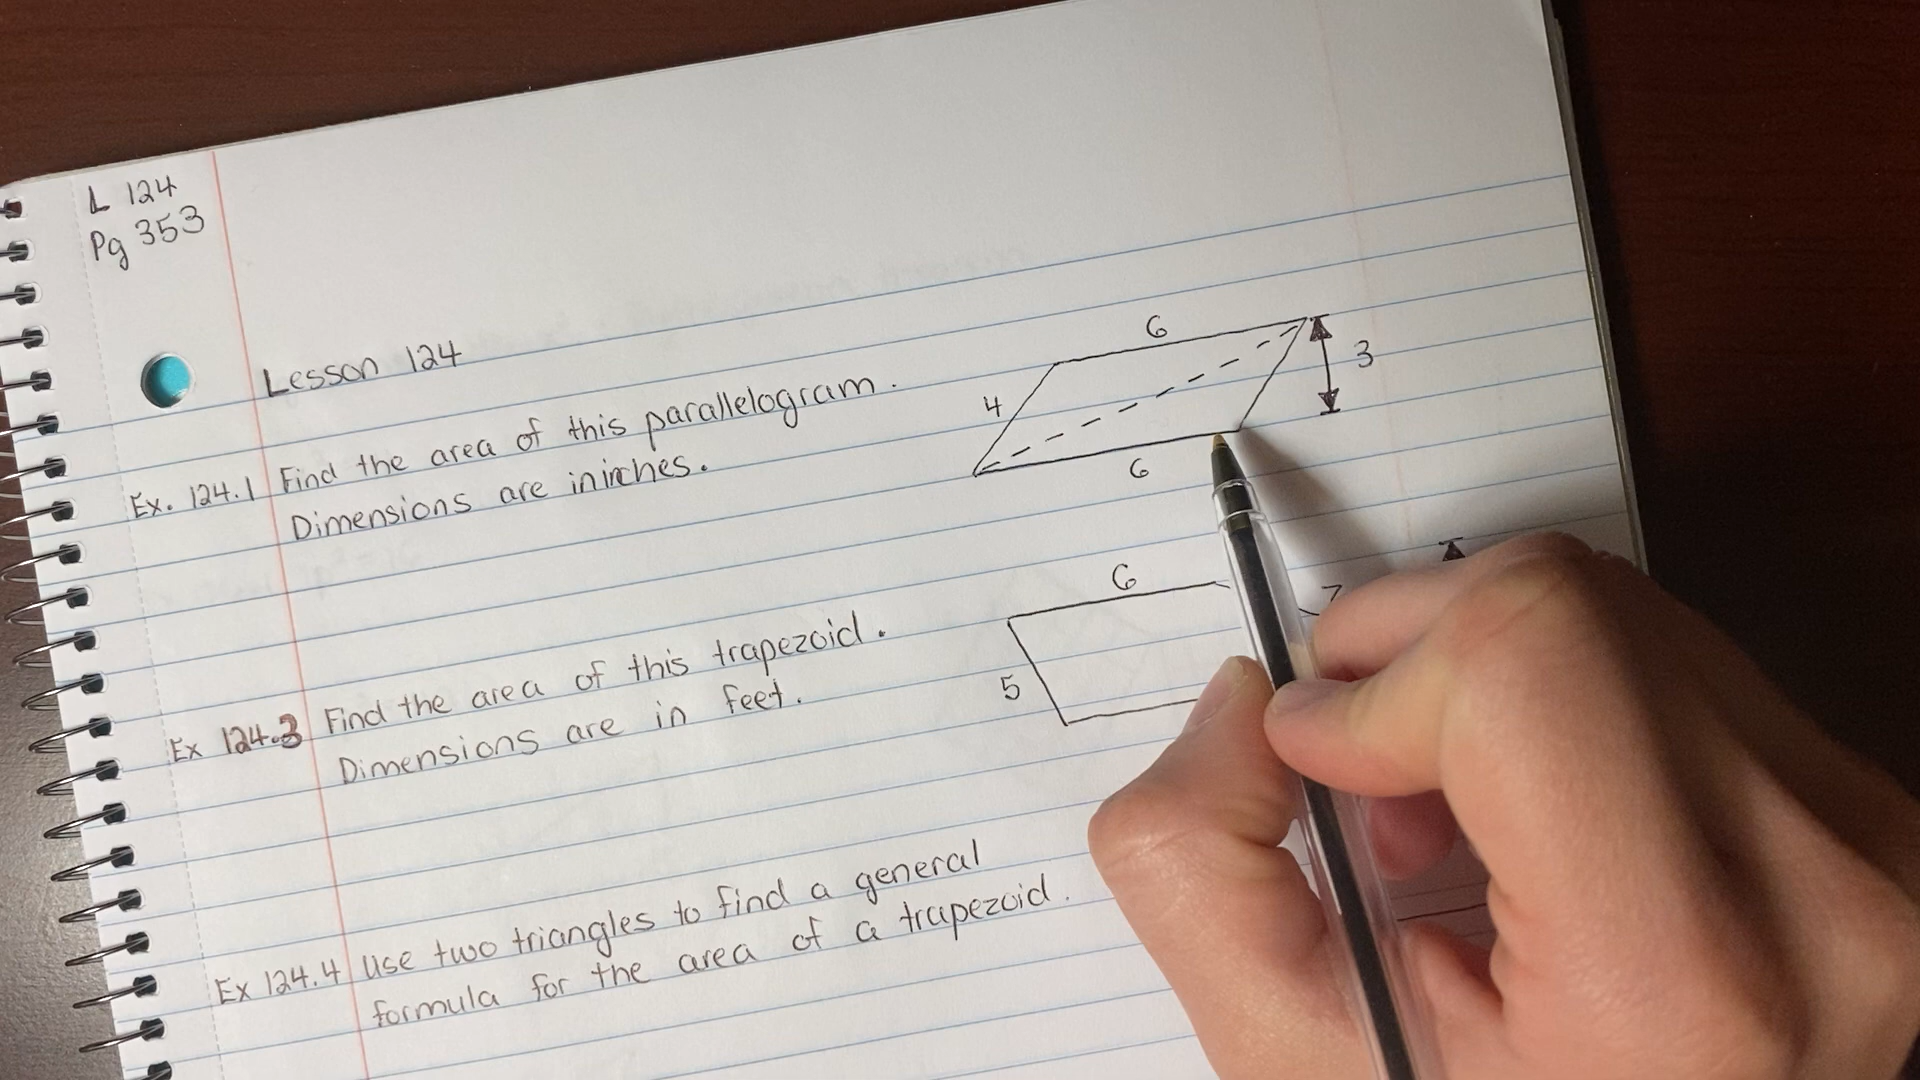 L 124
Pg 353
Lesson 124
Ex. 124.1 Find the area of this parallelogram.
Dimensions are in inches.
6
4
3
6
Ex 124.3 Find the area of this trapezoid.
Dimensions are in feet.
6
7
5
Ex 124.4 Use two triangles to find a general
formula for the area of a trapezoid.